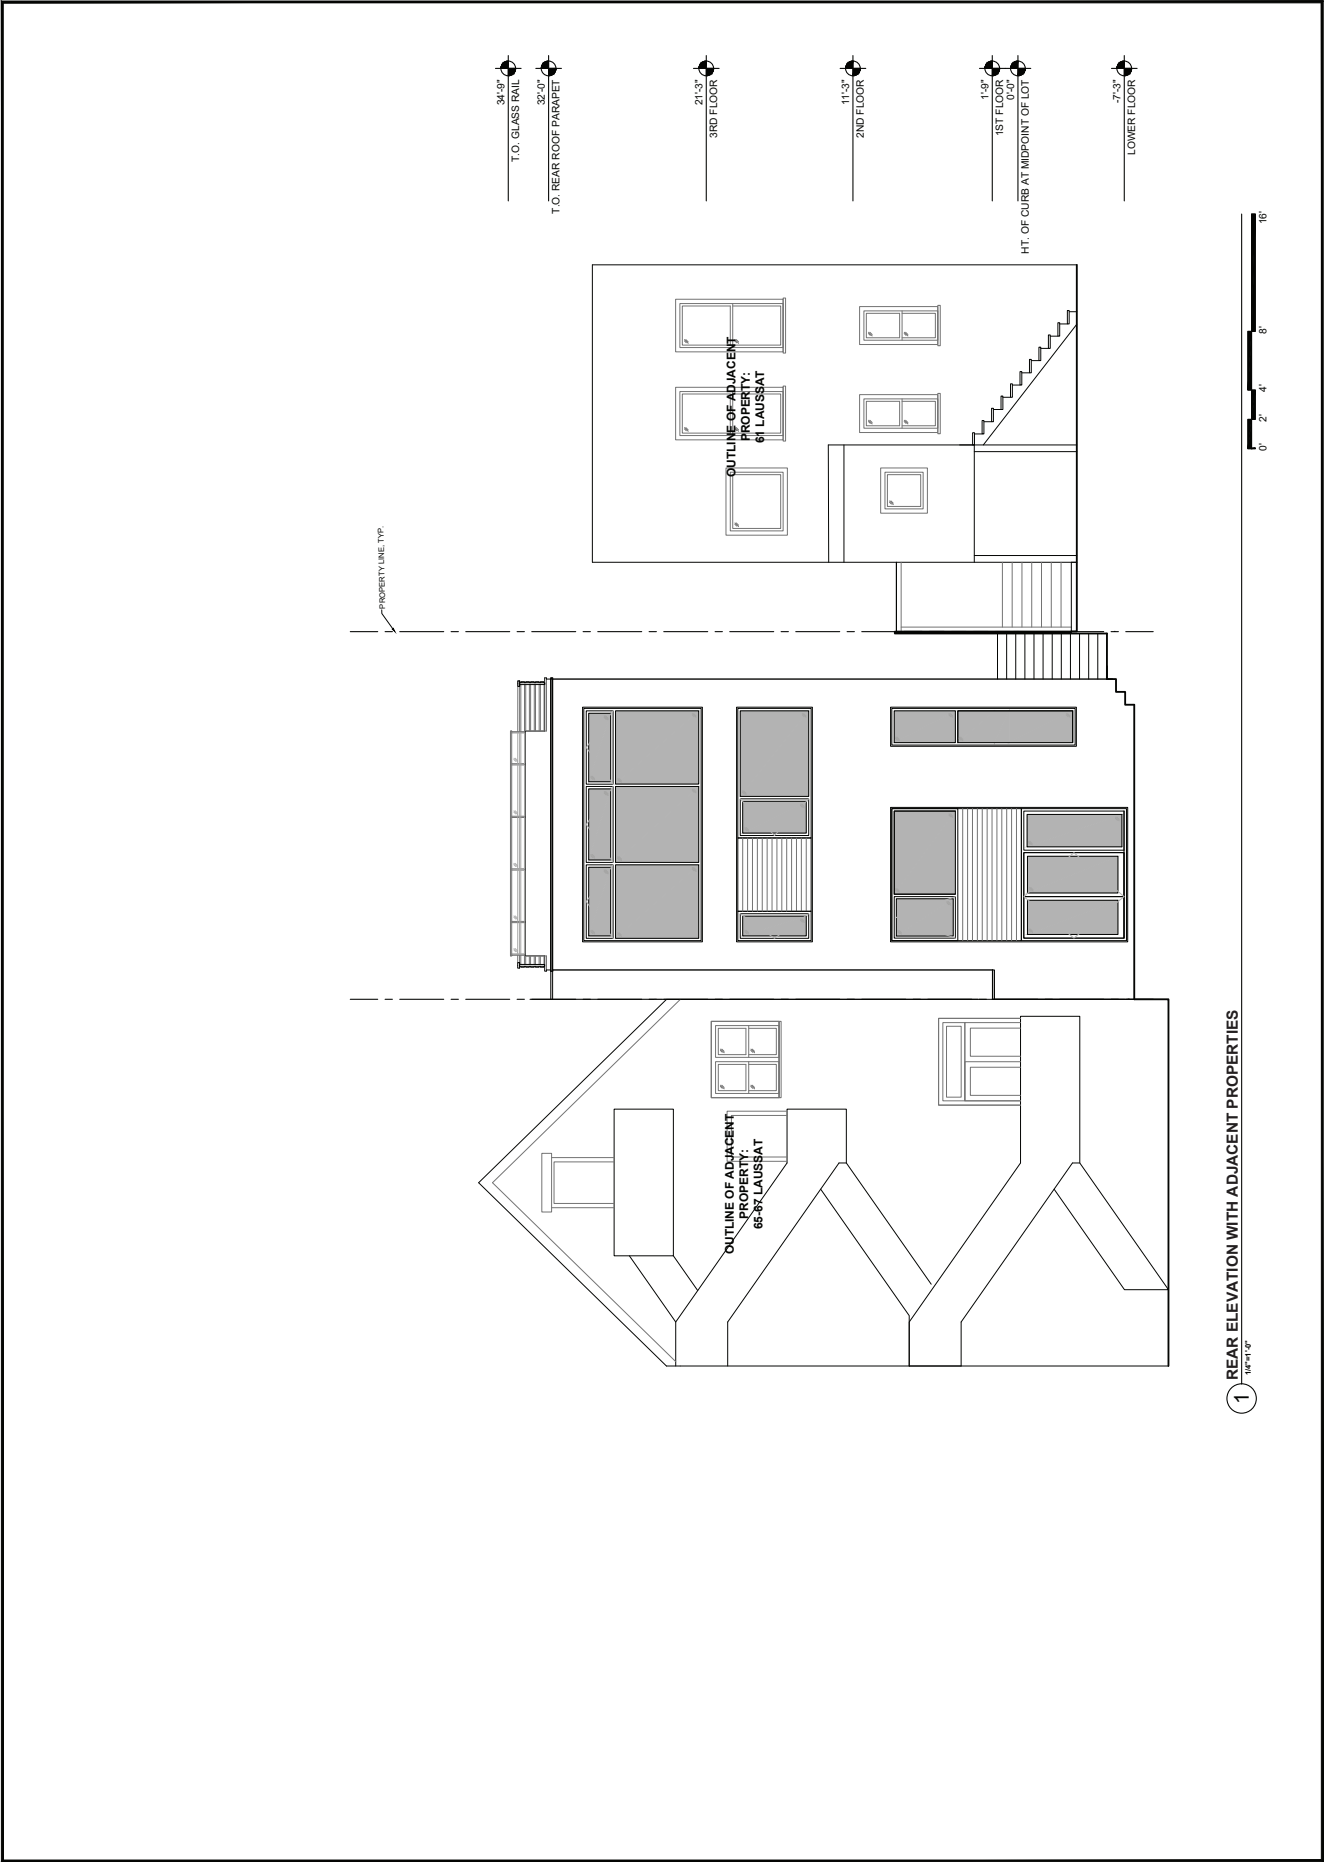 34'-9"
T.O. GLASS RAIL
32'-0"
T.O. REAR ROOF PARAPET
21'-3"
3RD FLOOR
11'-3"
2ND FLOOR
1'-9"
1ST FLOOR
0'-0"
HT. OF CURB AT MIDPOINT OF LOT
-7'-3"
LOWER FLOOR
PROPERTY LINE, TYP.
OUTLINE OF ADJACENT
PROPERTY:
65-67 LAUSSAT
OUTLINE OF ADJACENT
PROPERTY:
61 LAUSSAT
1
REAR ELEVATION WITH ADJACENT PROPERTIES
1/4"=1'-0"
0' 2' 4' 8' 16'